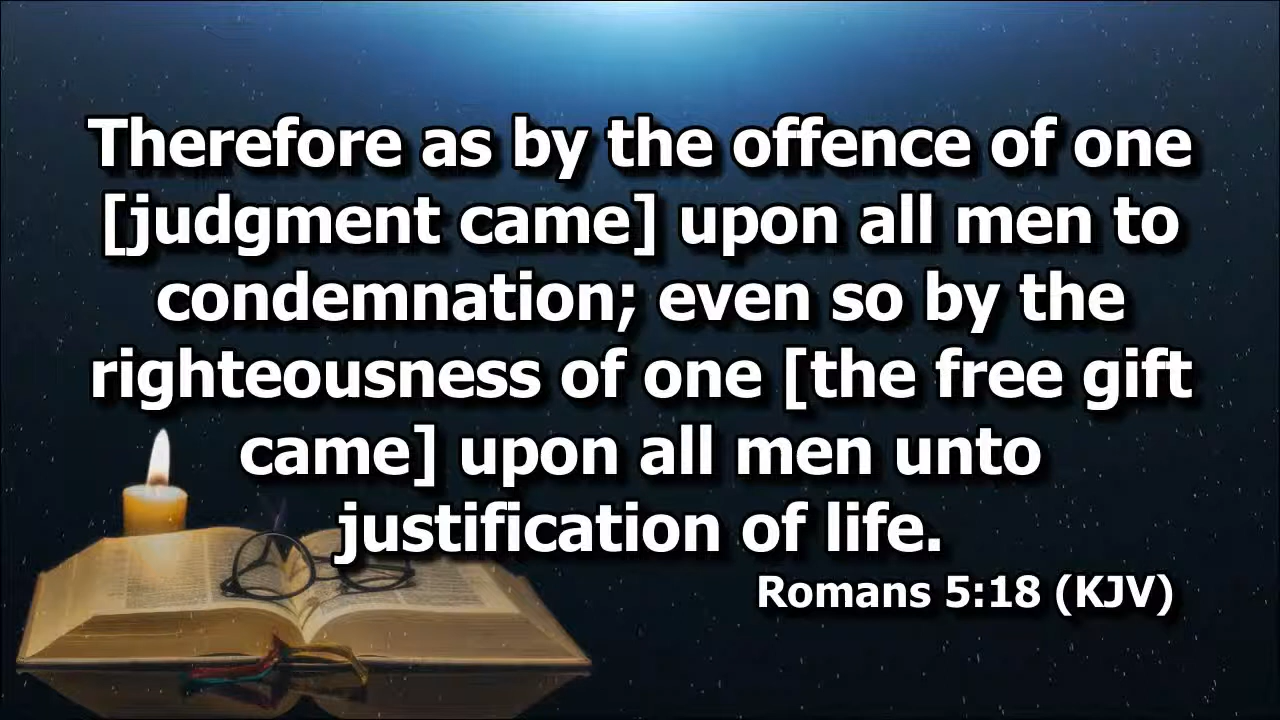 Therefore as by the offence of one
[judgment came] upon all men to
condemnation; even so by the
righteousness of one [the free gift
came] upon all men unto
justification of life.
Romans 5:18 (KJV)